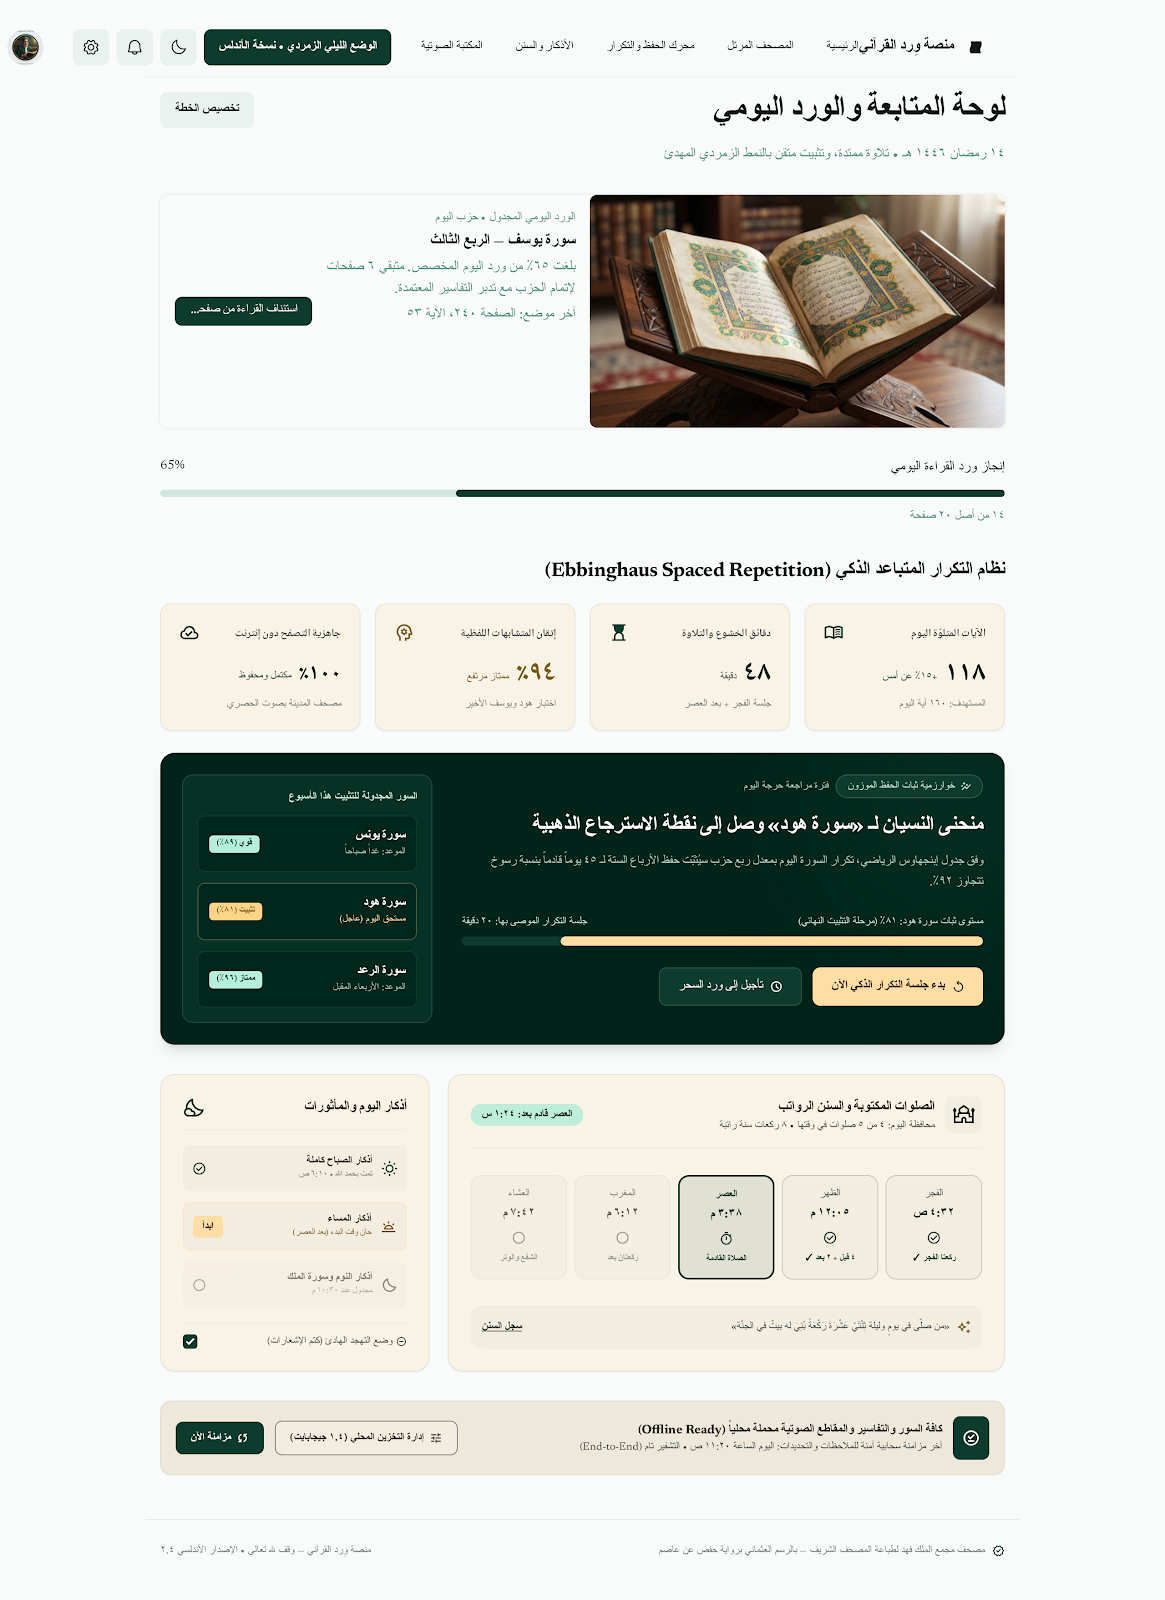 منصة وِرد القرآني
الرئيسية
المصحف المرتل
محرك الحفظ والتكرار
الأذكار والسنن
المكتبة الصوتية
الوضع الليلي الزمردي • نسخة الأندلس
لوحة المتابعة والورد اليومي
تخصيص الخطة
١٤ رمضان ١٤٤٦ هـ • تلاوة ممتدة، وتثبيت متقن بالنمط الزمردي المهدئ
الورد اليومي المجدول • حزب اليوم
سورة يوسف — الربع الثالث
بلغت ٦٥٪ من ورد اليوم المخصص. متبقي ٦ صفحات
لإتمام الحزب مع تدبر التفاسير المعتمدة.
آخر موضع: الصفحة ٢٤٠، الآية ٥٣
استئناف القراءة من صفحـ...
إنجاز ورد القراءة اليومي
65%
١٤ من أصل ٢٠ صفحة
نظام التكرار المتباعد الذكي (Ebbinghaus Spaced Repetition)
الآيات المتلوّة اليوم
١١٨ +١٥٪ عن أمس
المستهدف: ١٦٠ آية اليوم
دقائق الخشوع والتلاوة
٤٨ دقيقة
جلسة الفجر + بعد العصر
إتقان المتشابهات اللفظية
٩٤٪ ممتاز مرتفع
اختبار هود ويوسف الأخير
جاهزية التصفح دون إنترنت
١٠٠٪ مكتمل ومحفوظ
مصحف المدينة بصوت الحصري
خوارزمية ثبات الحفظ الموزون
فترة مراجعة حرجة اليوم
منحنى النسيان لـ «سورة هود» وصل إلى نقطة الاسترجاع الذهبية
وفق جدول إبنجهاوس الرياضي، تكرار السورة اليوم بمعدل ربع حزب سيُثبّت حفظ الأرباع الستة لـ ٤٥ يوماً قادماً بنسبة رسوخ
تتجاوز ٩٢٪.
مستوى ثبات سورة هود: ٨١٪ (مرحلة التثبيت النهائي)
جلسة التكرار الموصى بها: ٢٠ دقيقة
بدء جلسة التكرار الذكي الآن
تأجيل إلى ورد السحر
السور المجدولة للتثبيت هذا الأسبوع
سورة يونس
الموعد: غداً صباحاً
قوي (٨٩٪)
سورة هود
مستحق اليوم (عاجل)
تثبيت (٨١٪)
سورة الرعد
الموعد: الأربعاء المقبل
ممتاز (٩٦٪)
الصلوات المكتوبة والسنن الرواتب
محافظة اليوم: ٤ من ٥ صلوات في وقتها • ٨ ركعات سنة راتبة
العصر قادم بعد: ١:٢٤ س
الفجر
٤:٣٢ ص
ركعتا الفجر ✓
الظهر
١٢:٠٥ م
٤ قبل + ٢ بعد ✓
العصر
٣:٣٨ م
الصلاة القادمة
المغرب
٦:١٢ م
ركعتان بعد
العشاء
٧:٤٢ م
الشفع والوتر
«من صلّى في يوم وليلة ثِنْتَيْ عَشْرَةَ رَكْعَةً بُنِيَ له بيتٌ في الجنّة»
سجل السنن
أذكار اليوم والمأثورات
أذكار الصباح كاملة
تمت بحمد الله • ٦:١٠ ص
أذكار المساء
حان وقت البدء (بعد العصر)
ابدأ
أذكار النوم وسورة الملك
مجدول عند ١٠:٣٠ م
وضع التهجد الهادئ (كتم الإشعارات)
كافة السور والتفاسير والمقاطع الصوتية محملة محلياً (Offline Ready)
آخر مزامنة سحابية آمنة للملاحظات والتحديدات: اليوم الساعة ١١:٢٠ ص • التشفير تام (End-to-End)
إدارة التخزين المحلي (١.٤ جيجابايت)
مزامنة الآن
مصحف مجمع الملك فهد لطباعة المصحف الشريف — بالرسم العثماني برواية حفص عن عاصم
منصة ورد القرآني — وقف لله تعالى • الإصدار الأندلسي ٢.٤